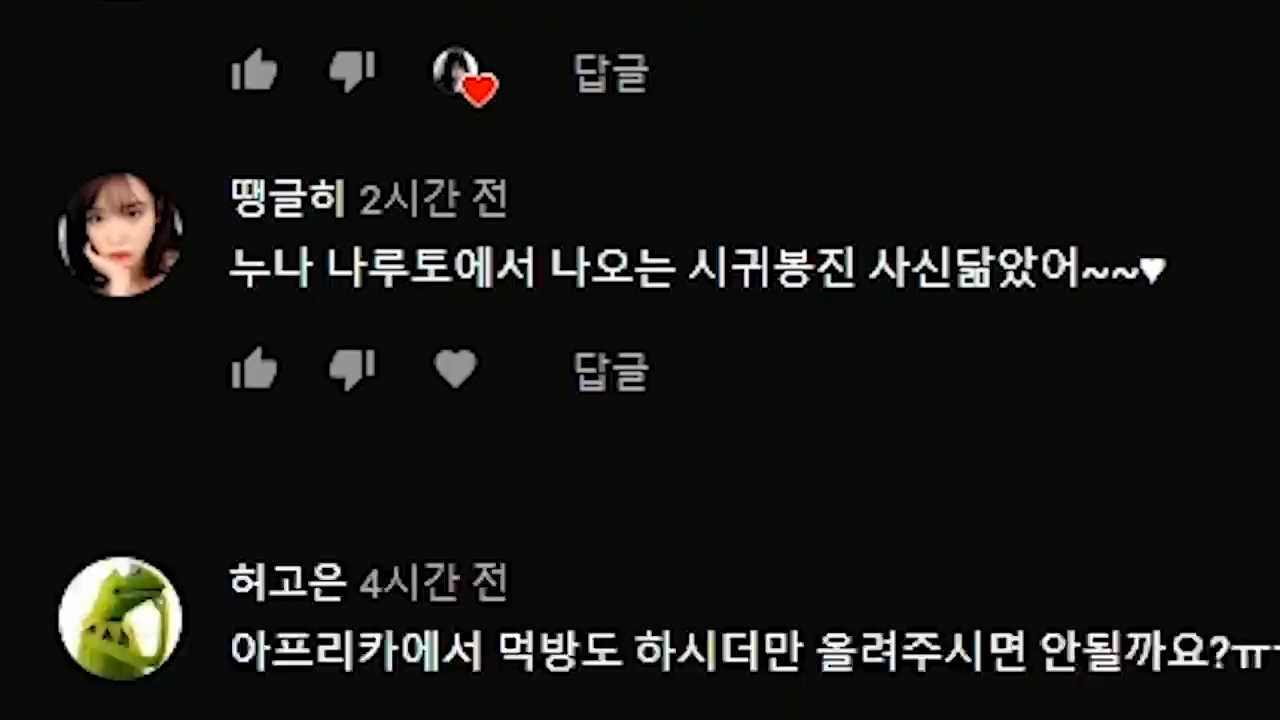 답글
땡글히 2시간 전
누나 나루토에서 나오는 시귀봉진 사신닮았어~~♥
답글
허고은 4시간 전
아프리카에서 먹방도 하시더만 올려주시면 안될까요?ㅠ